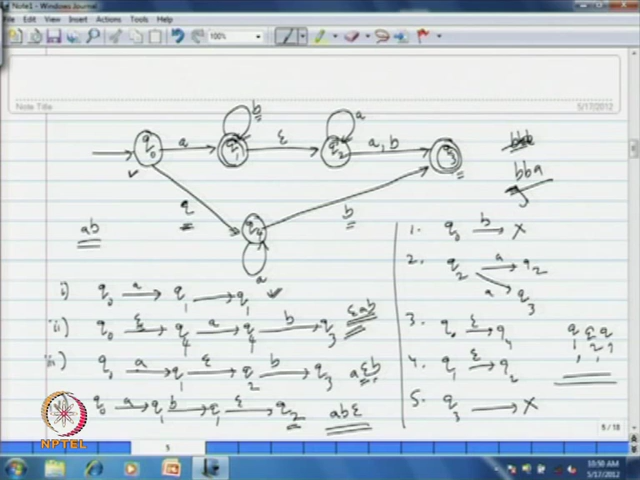 Note1 - Windows Journal
File Edit View Insert Actions Tools Help
100%
Note Title
5/17/2012
b a
q0 a q1 ε q2 a,b q3
bbb
bba
q b
ab
q4
a
1. q0 b→ X
2. q2 a→ q2
a→ q3
3. q0 ε→ q4
4. q1 ε→ q2
5. q3 → X
i) q0 a→ q1 → q1
ii) q0 ε→ q4 a→ q4 b→ q3 εab
iii) q0 a→ q1 ε→ q2 b→ q3 aεb
q0 a→ q1 b→ q1 ε→ q2 abε
NPTEL
5 / 18
5
10:50 AM
5/17/2012